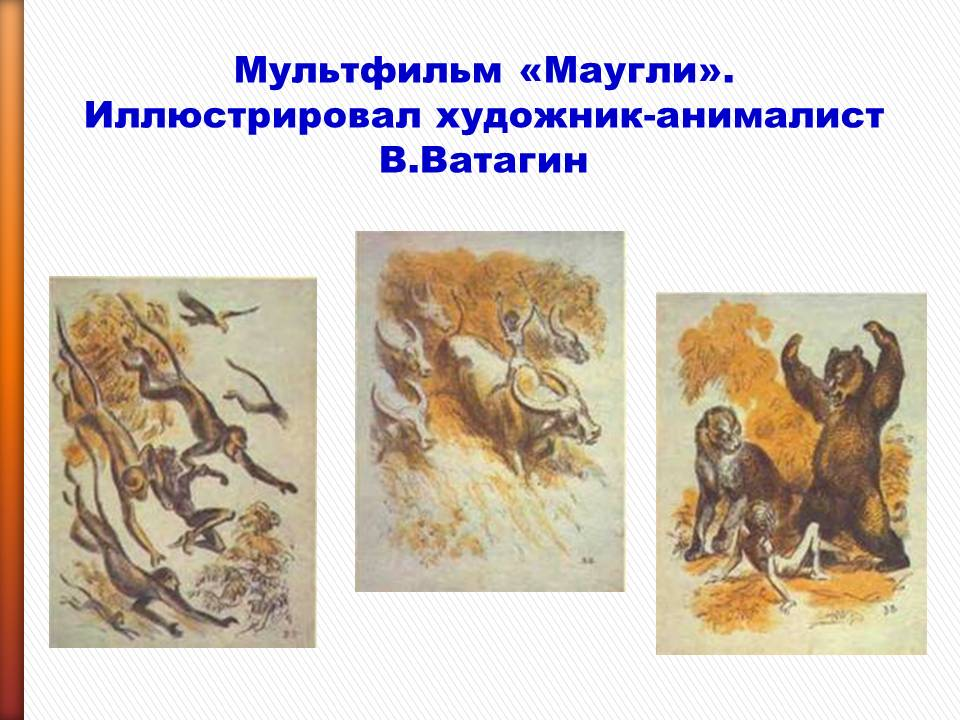 Мультфильм «Маугли».
Иллюстрировал художник-анималист
В.Ватагин